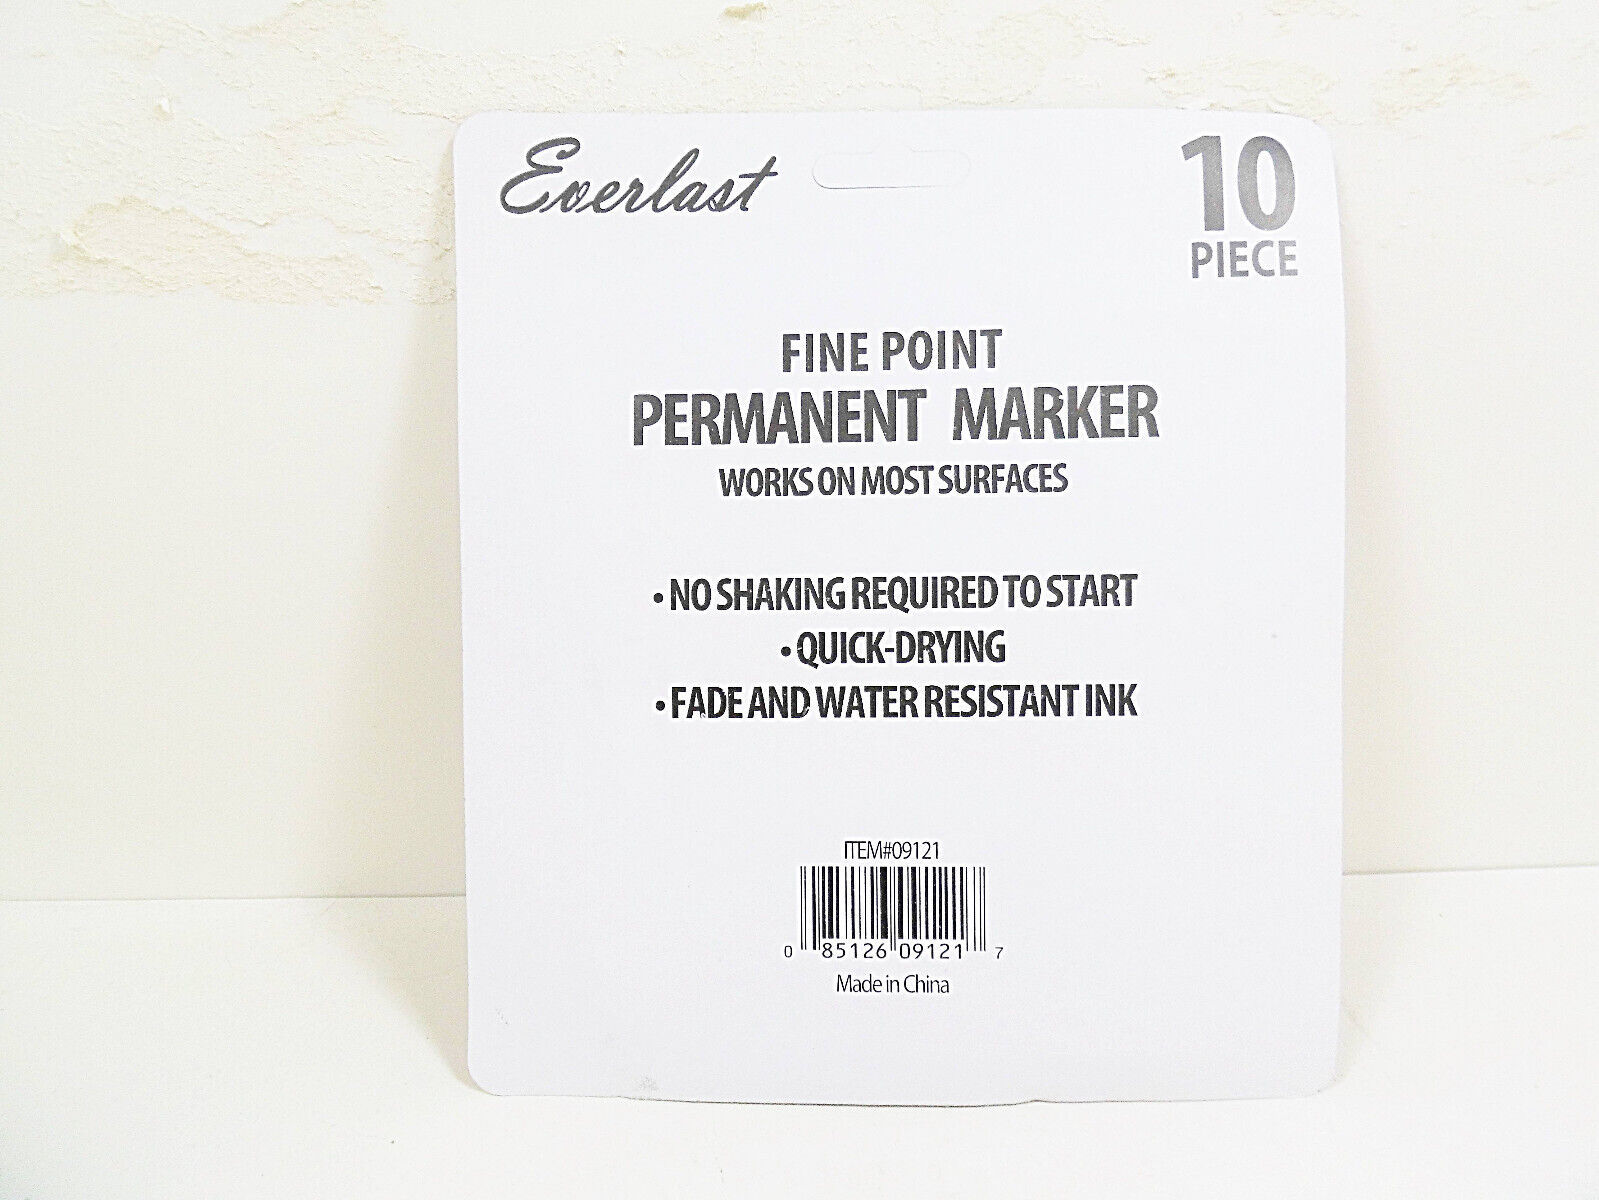 Everlast
10
PIECE
FINE POINT
PERMANENT MARKER
WORKS ON MOST SURFACES
• NO SHAKING REQUIRED TO START
• QUICK-DRYING
• FADE AND WATER RESISTANT INK
ITEM#09121
0 85126 09121 7
Made in China